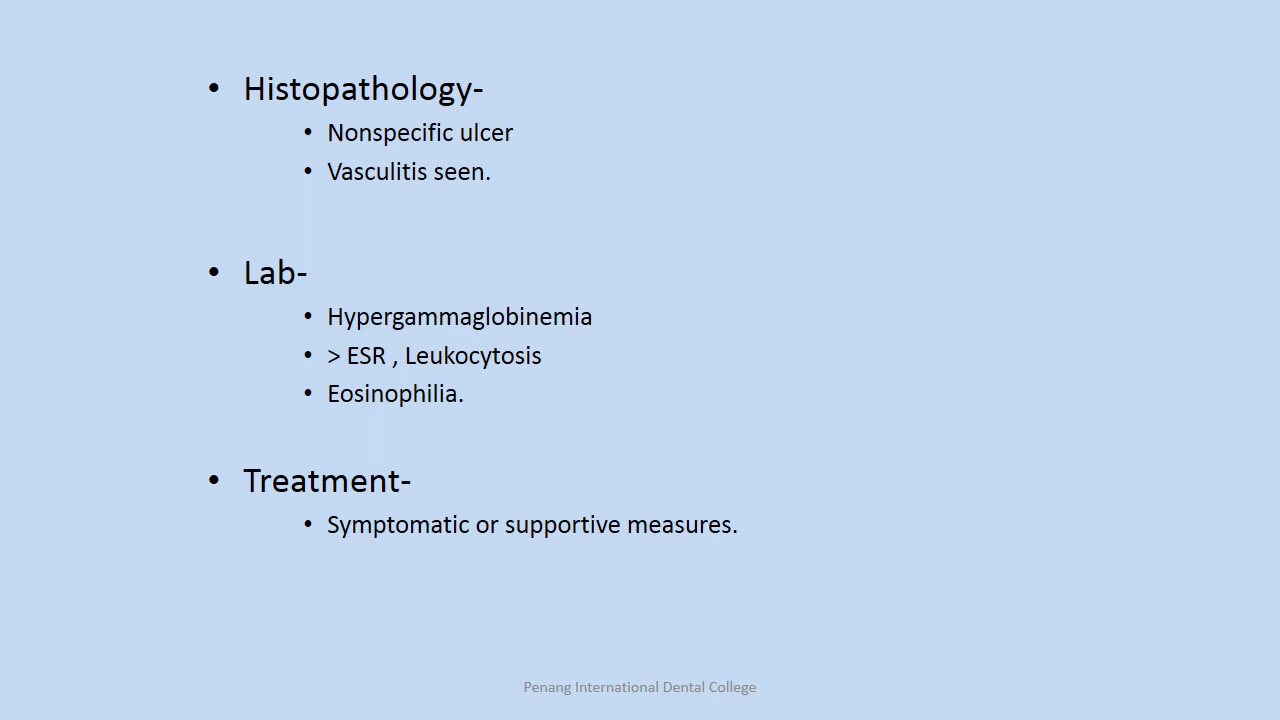 • Histopathology-
• Nonspecific ulcer
• Vasculitis seen.
• Lab-
• Hypergammaglobinemia
• > ESR , Leukocytosis
• Eosinophilia.
• Treatment-
• Symptomatic or supportive measures.
Penang International Dental College